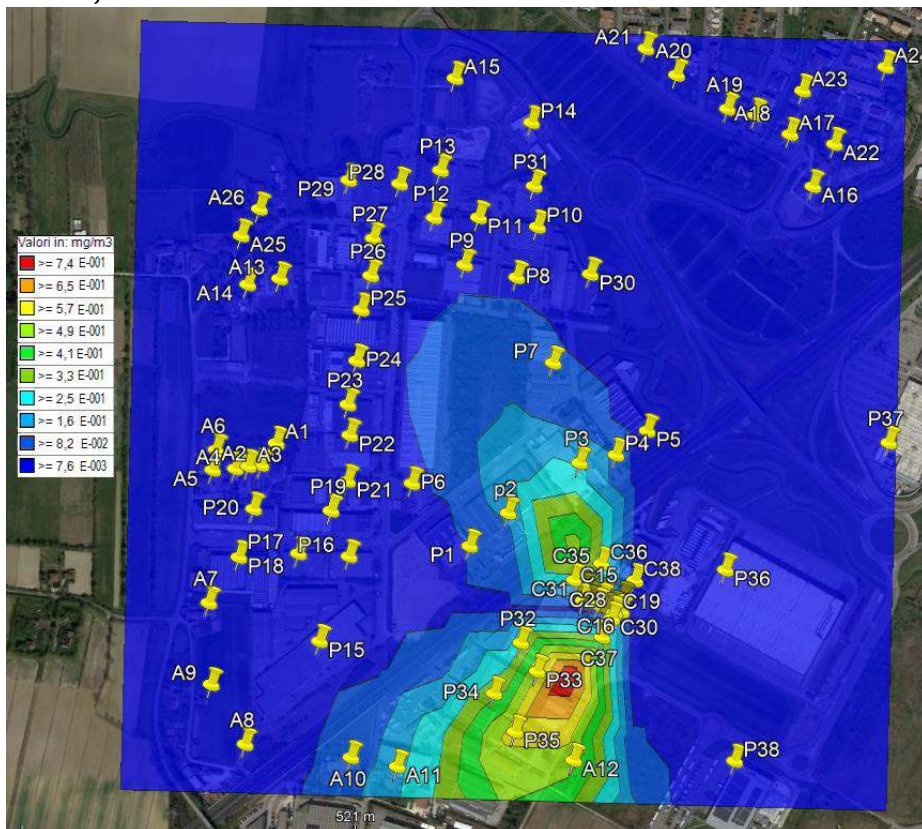 A21
A20
A15
A24
A23
A19
A18
A17
P14
A22
P13
P28
P31
P29
A16
A26
P12
P11
P10
P27
A25
Valori in: mg/m3
P9
>= 7,4 E-001
P26
A13
P8
P30
>= 6,5 E-001
A14
P25
>= 5,7 E-001
>= 4,9 E-001
>= 4,1 E-001
P7
P24
>= 3,3 E-001
>= 2,5 E-001
P23
>= 1,6 E-001
>= 8,2 E-002
>= 7,6 E-003
P37
A6
A1
P22
P3
P4
P5
A4
A2
A3
A5
P19
P21
P6
p2
P20
P17
P16
P1
C35
C36
P18
C15
C38
P36
A7
C31
C28
C19
C16
C30
P32
P15
C37
A9
P33
P34
A8
P35
A10
A11
A12
P38
521 m